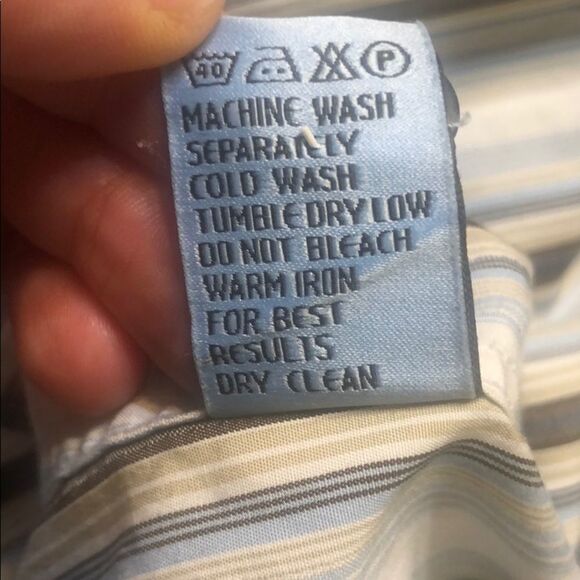 40 P
MACHINE WASH
SEPARATELY
COLD WASH
TUMBLE DRY LOW
DO NOT BLEACH
WARM IRON
FOR BEST
RESULTS
DRY CLEAN